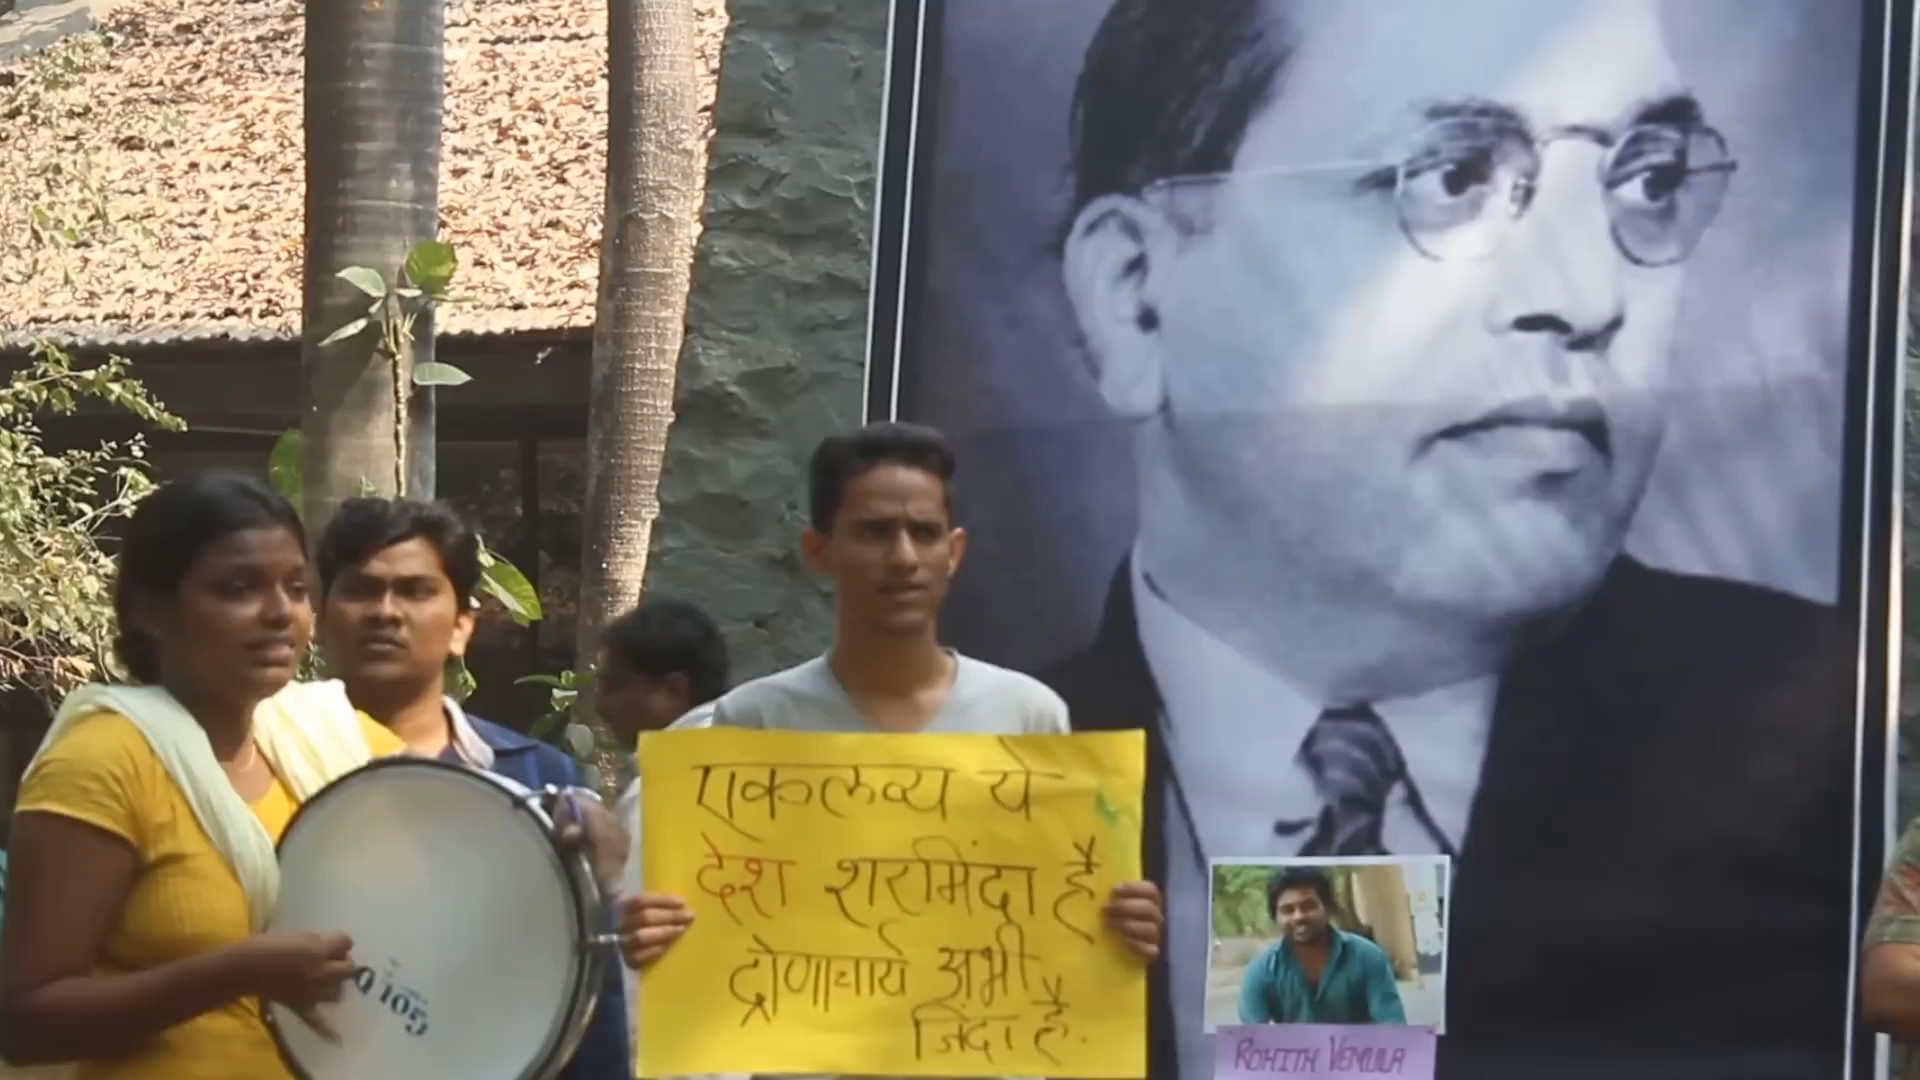 एकलव्य ये
देश शरमिंदा है
द्रोणाचार्य अभी
जिंदा है.
ROHITH VEMULA